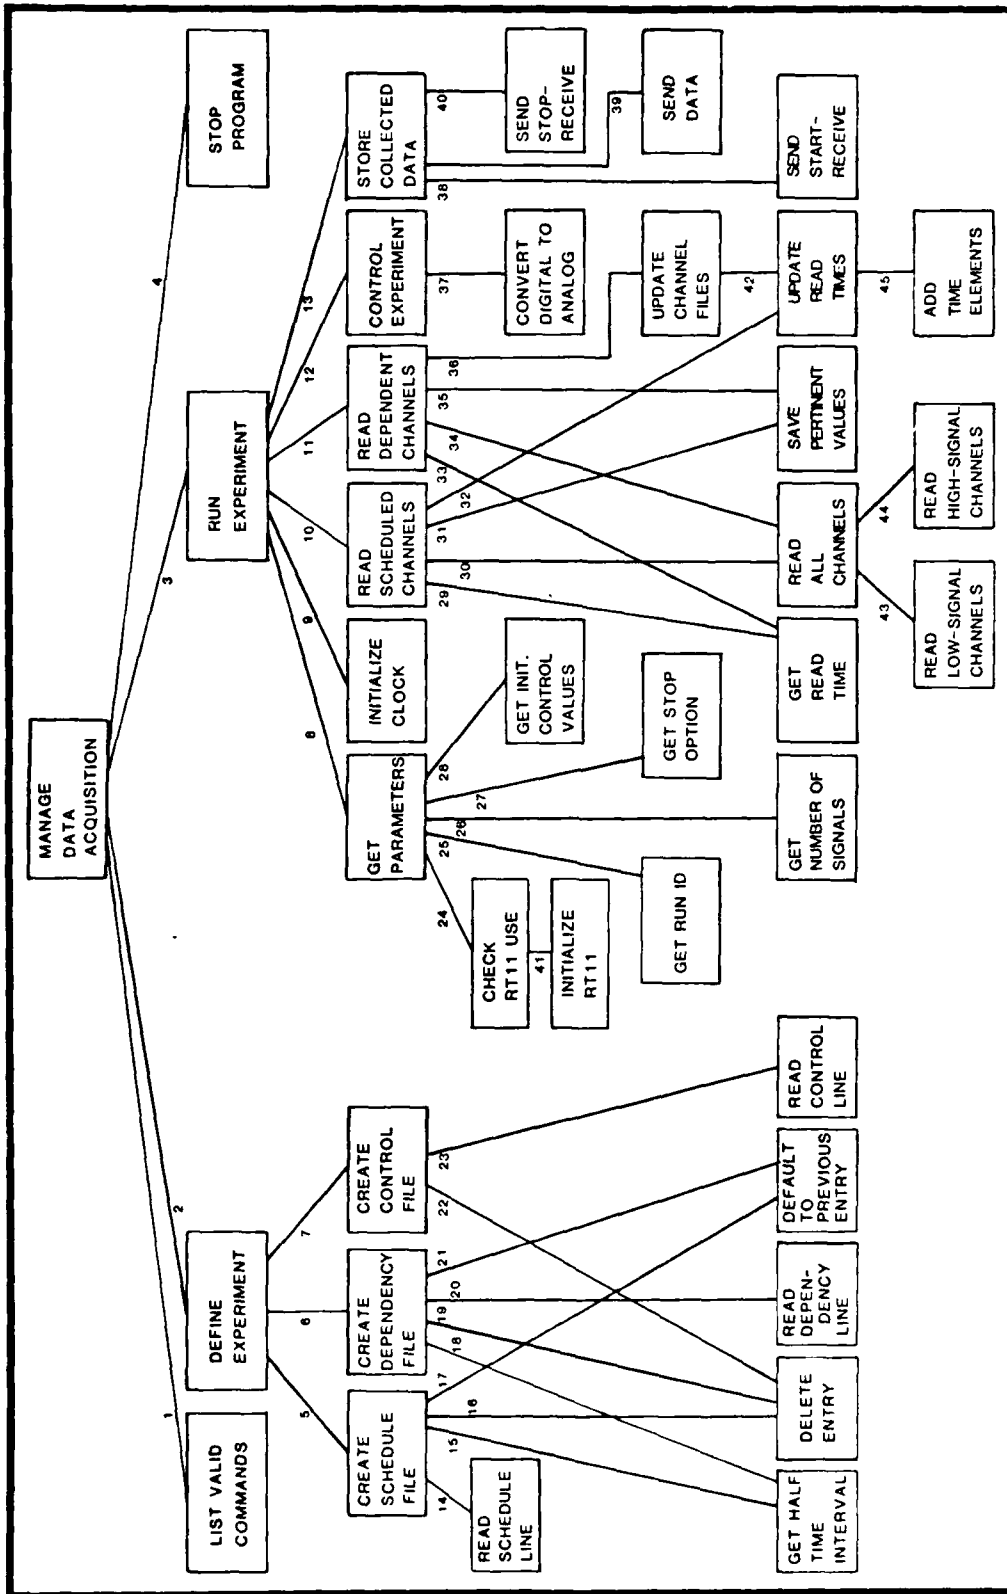 MANAGE
DATA
ACQUISITION
1
2
3
4
LIST VALID
COMMANDS
DEFINE
EXPERIMENT
RUN
EXPERIMENT
STOP
PROGRAM
5
6
7
8
9
10
11
12
13
CREATE
SCHEDULE
FILE
CREATE
DEPENDENCY
FILE
CREATE
CONTROL
FILE
GET
PARAMETERS
INITIALIZE
CLOCK
READ
SCHEDULED
CHANNELS
READ
DEPENDENT
CHANNELS
CONTROL
EXPERIMENT
STORE
COLLECTED
DATA
14
15
16
17
18
19
20
21
22
23
24
25
26
27
28
29
30
31
32
33
34
35
36
37
38
39
40
READ
SCHEDULE
LINE
CHECK
RT11 USE
41
INITIALIZE
RT11
GET INIT.
CONTROL
VALUES
CONVERT
DIGITAL TO
ANALOG
SEND
STOP-
RECEIVE
GET RUN ID
GET STOP
OPTION
UPDATE
CHANNEL
FILES
SEND
DATA
42
GET HALF
TIME
INTERVAL
DELETE
ENTRY
READ
DEPEN-
DENCY
LINE
DEFAULT
TO
PREVIOUS
ENTRY
READ
CONTROL
LINE
GET
NUMBER OF
SIGNALS
GET
READ
TIME
READ
ALL
CHANNELS
SAVE
PERTINENT
VALUES
UPDATE
READ
TIMES
SEND
START-
RECEIVE
43
44
45
READ
LOW-SIGNAL
CHANNELS
READ
HIGH-SIGNAL
CHANNELS
ADD
TIME
ELEMENTS